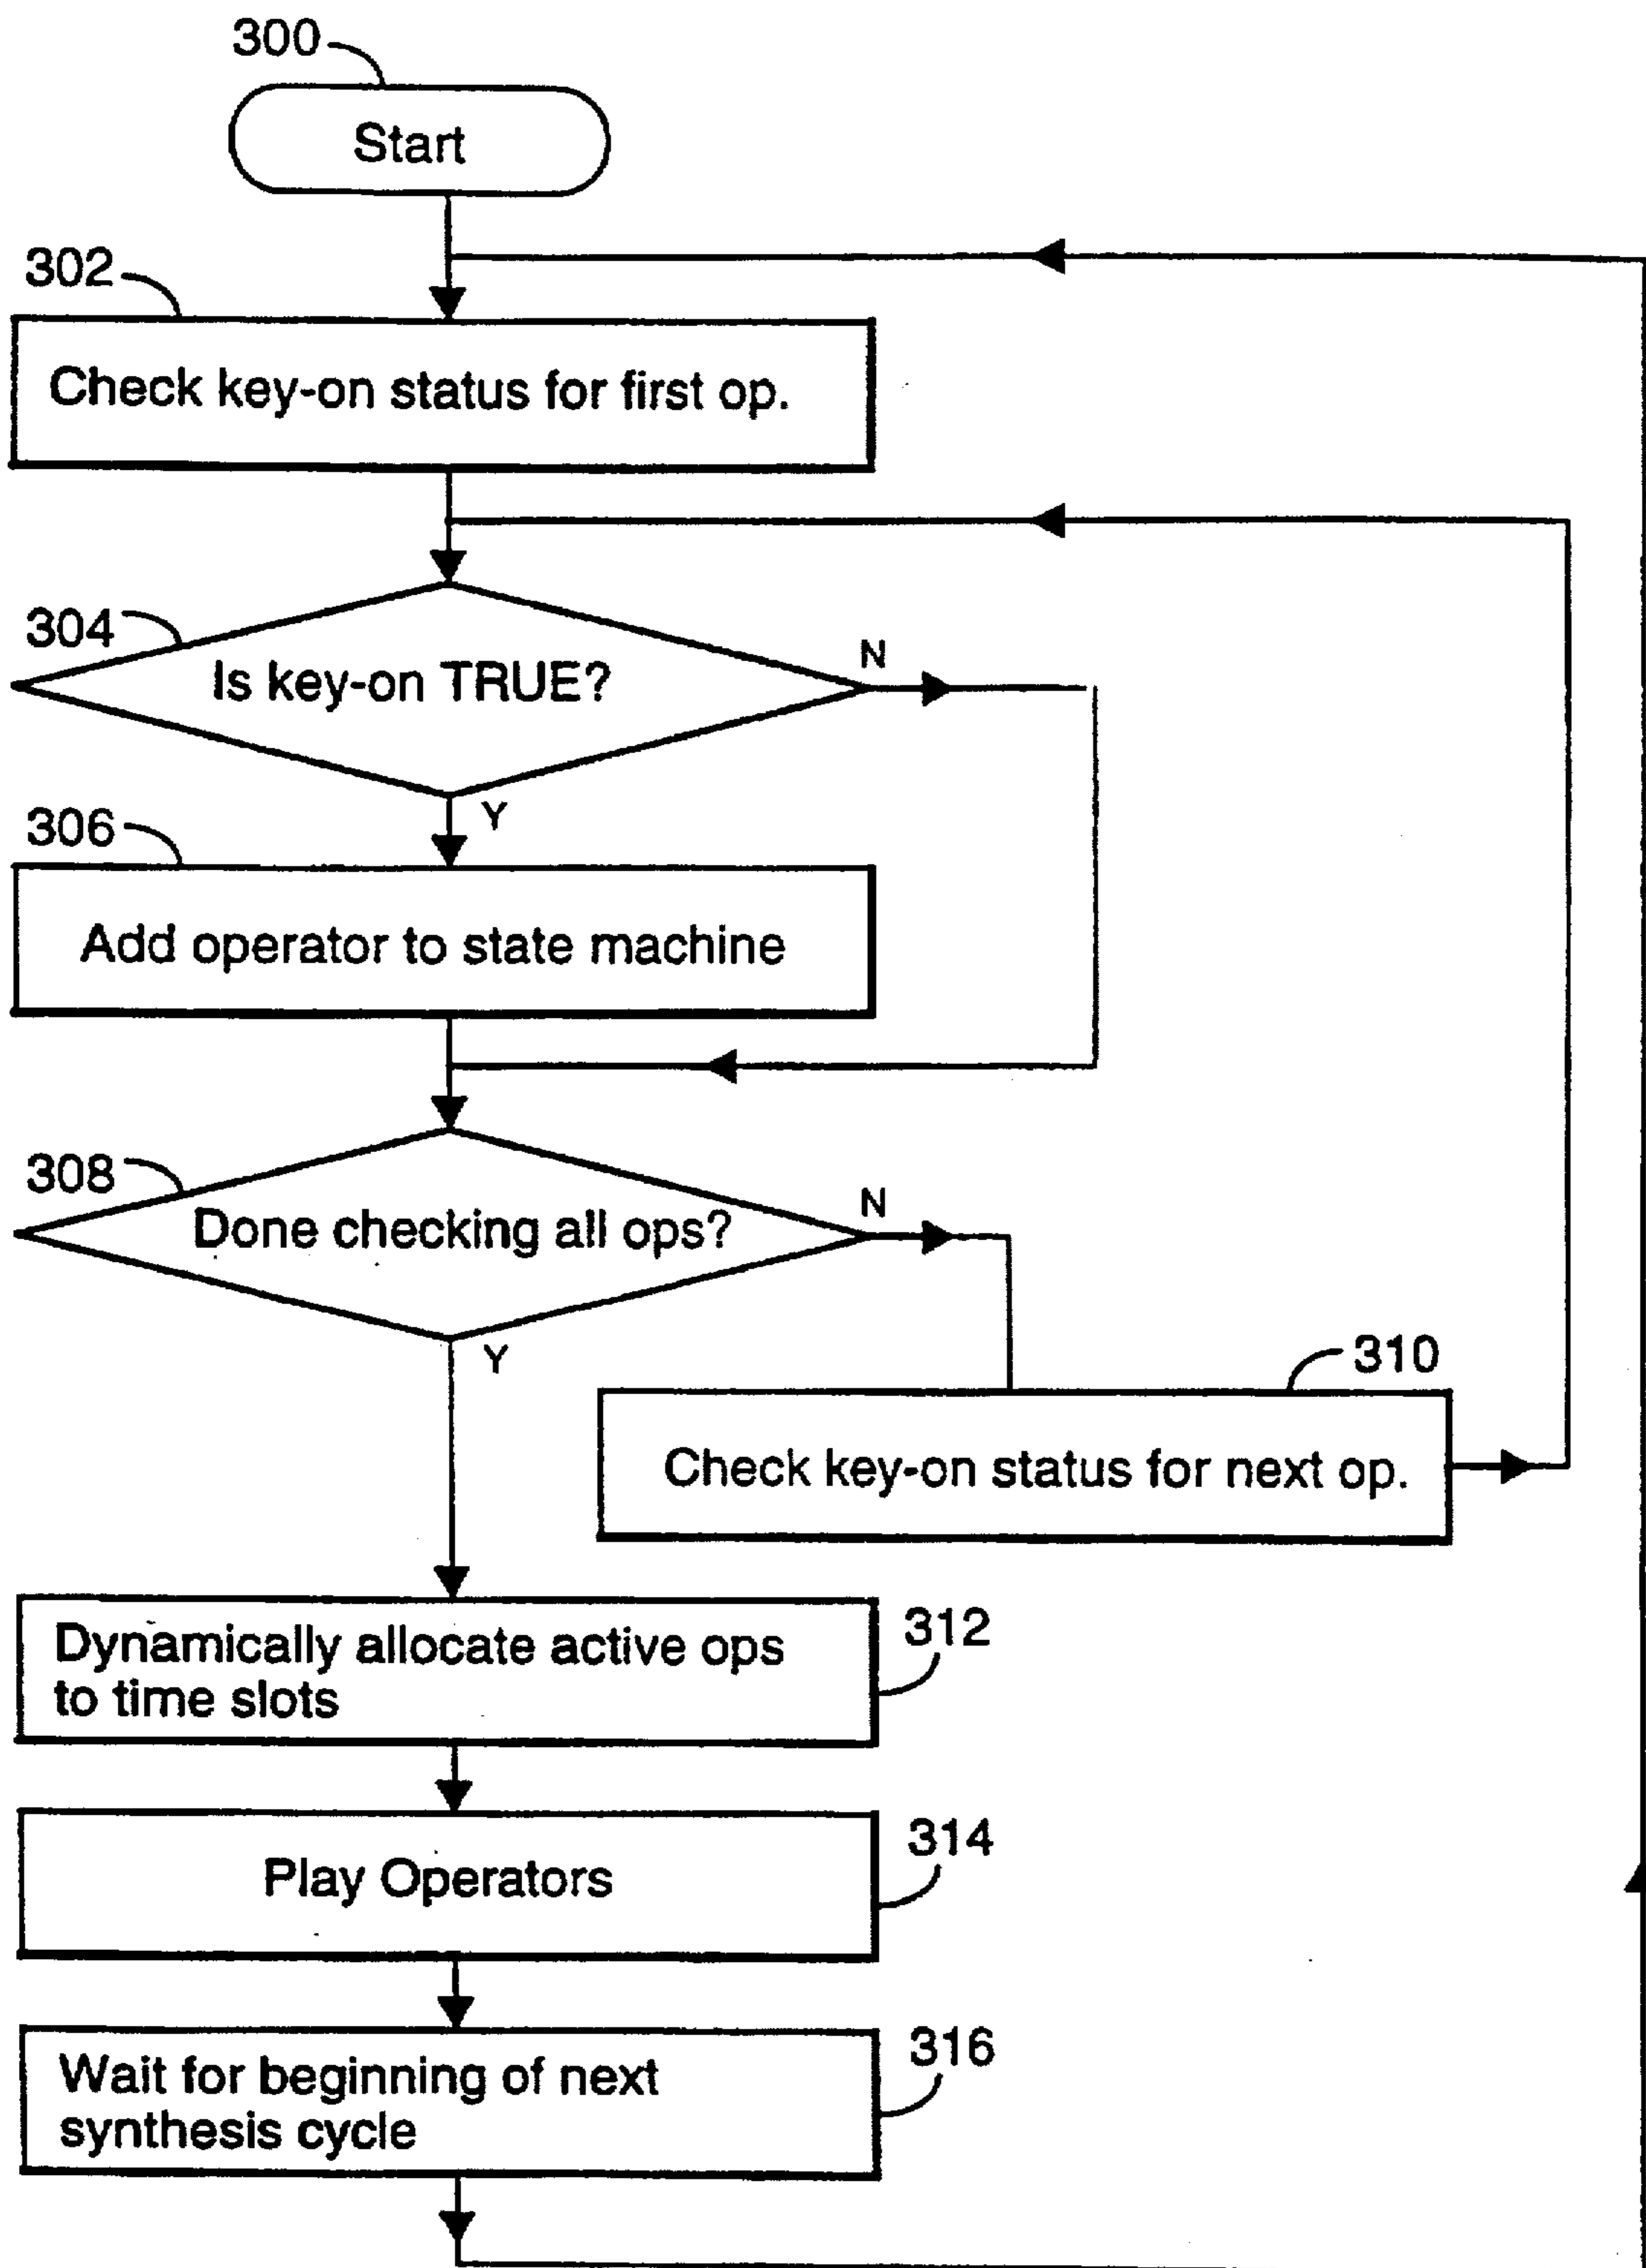 300
Start
302
Check key-on status for first op.
304
Is key-on TRUE?
N
Y
306
Add operator to state machine
308
Done checking all ops?
N
Y
310
Check key-on status for next op.
Dynamically allocate active ops
to time slots
312
Play Operators
314
Wait for beginning of next
synthesis cycle
316